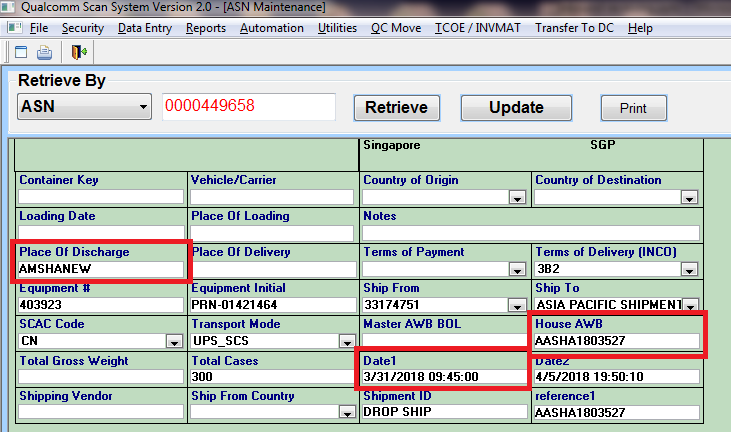 Qualcomm Scan System Version 2.0 - [ASN Maintenance]
File Security Data Entry Reports Automation Utilities QC Move TCOE / INVMAT Transfer To DC Help
Retrieve By
ASN 0000449658 Retrieve Update Print
Singapore SGP
Container Key Vehicle/Carrier Country of Origin Country of Destination
Loading Date Place Of Loading Notes
Place Of Discharge Place Of Delivery Terms of Payment Terms of Delivery (INCO)
AMSHANEW 3B2
Equipment # Equipment Initial Ship From Ship To
403923 PRN-01421464 33174751 ASIA PACIFIC SHIPMENT
SCAC Code Transport Mode Master AWB BOL House AWB
CN UPS_SCS AASHA1803527
Total Gross Weight Total Cases Date1 Date2
300 3/31/2018 09:45:00 4/5/2018 19:50:10
Shipping Vendor Ship From Country Shipment ID reference1
DROP SHIP AASHA1803527